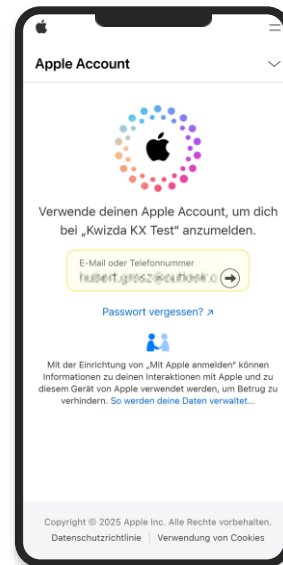 Apple Account
Verwende deinen Apple Account, um dich
bei „Kwizda KX Test“ anzumelden.
E-Mail oder Telefonnummer
Passwort vergessen? ↗
Mit der Einrichtung von „Mit Apple anmelden“ können
Informationen zu deinen Interaktionen mit Apple und zu
diesem Gerät von Apple verwendet werden, um Betrug zu
verhindern. So werden deine Daten verwaltet...
Copyright © 2025 Apple Inc. Alle Rechte vorbehalten.
Datenschutzrichtlinie | Verwendung von Cookies